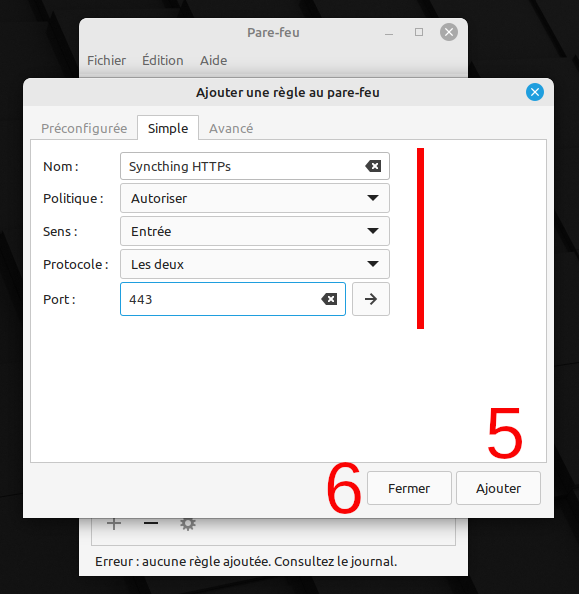 Pare-feu
Fichier Édition Aide
Ajouter une règle au pare-feu
Préconfigurée Simple Avancé
Nom : Syncthing HTTPs
Politique : Autoriser
Sens : Entrée
Protocole : Les deux
Port : 443
5
6
Fermer Ajouter
Erreur : aucune règle ajoutée. Consultez le journal.